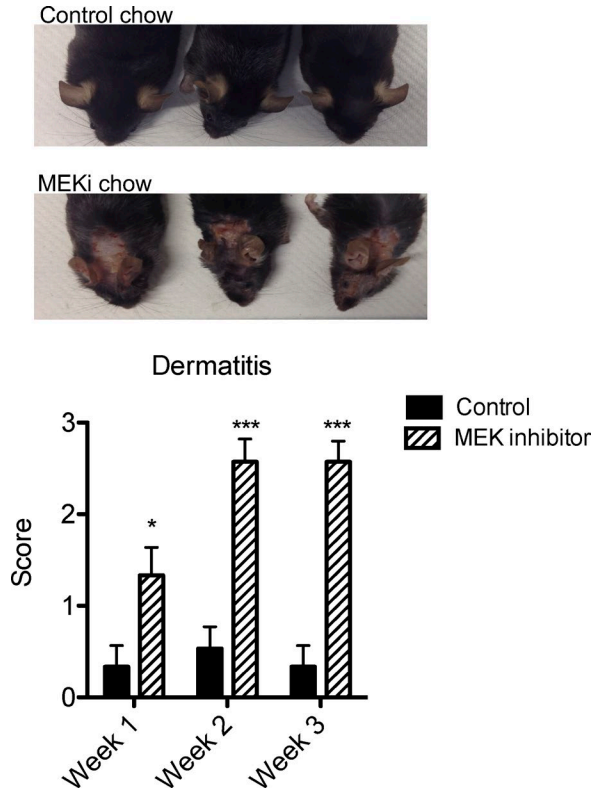 Control chow
MEKi chow
Dermatitis
Control
MEK inhibitor
***
***
*
3
2
1
0
Score
Week 1
Week 2
Week 3